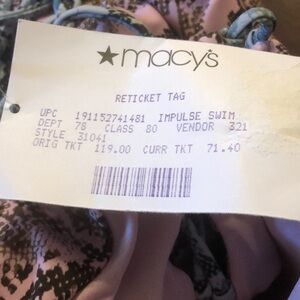 ★macy's
RETICKET TAG
UPC 191152741481 IMPULSE SWIM
DEPT 78 CLASS 80 VENDOR 321
STYLE 31041
ORIG TKT 119.00 CURR TKT 71.40